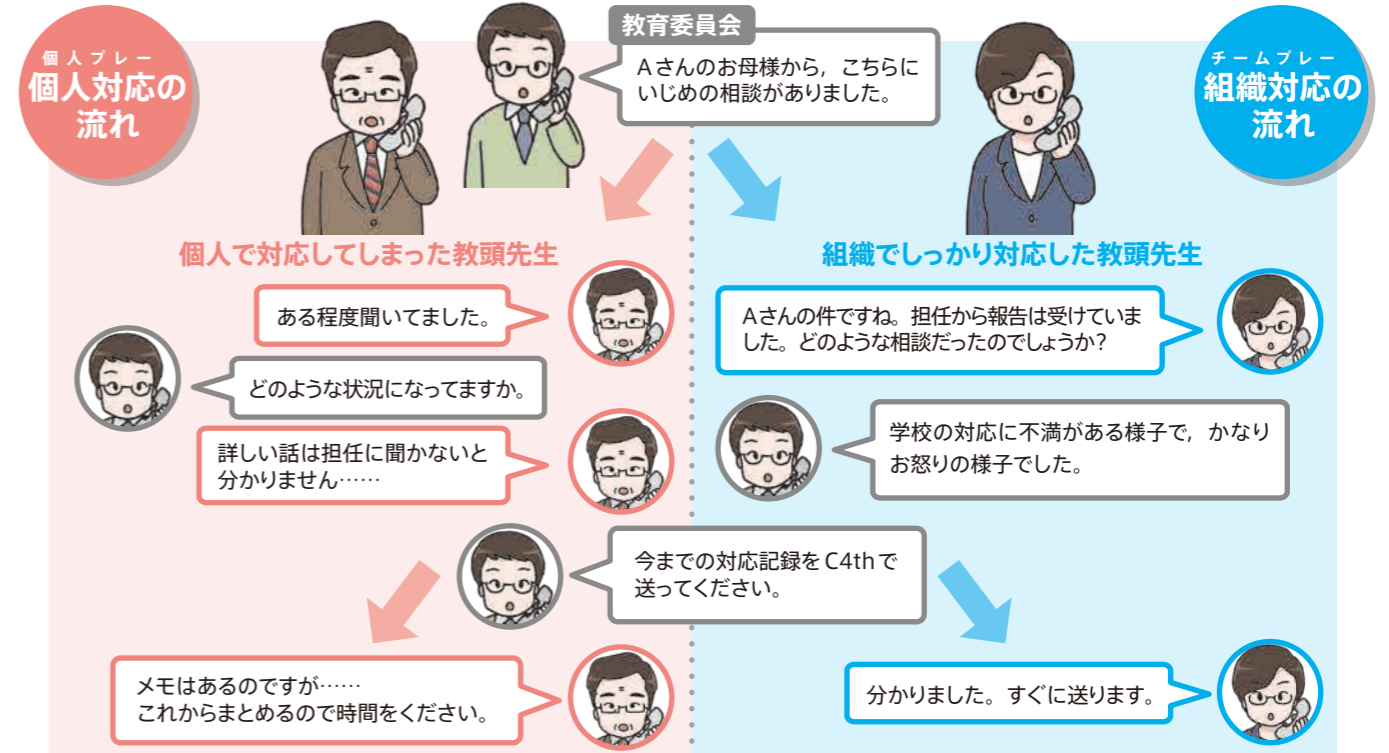 個人プレー
個人対応の
流れ
教育委員会
Aさんのお母様から，こちらに
いじめの相談がありました。
チームプレー
組織対応の
流れ
個人で対応してしまった教頭先生
ある程度聞いてました。
どのような状況になってますか。
詳しい話は担任に聞かないと
分かりません……
組織でしっかり対応した教頭先生
Aさんの件ですね。担任から報告は受けていま
した。どのような相談だったのでしょうか？
学校の対応に不満がある様子で，かなり
お怒りの様子でした。
今までの対応記録をC4thで
送ってください。
メモはあるのですが……
これからまとめるので時間をください。
分かりました。すぐに送ります。